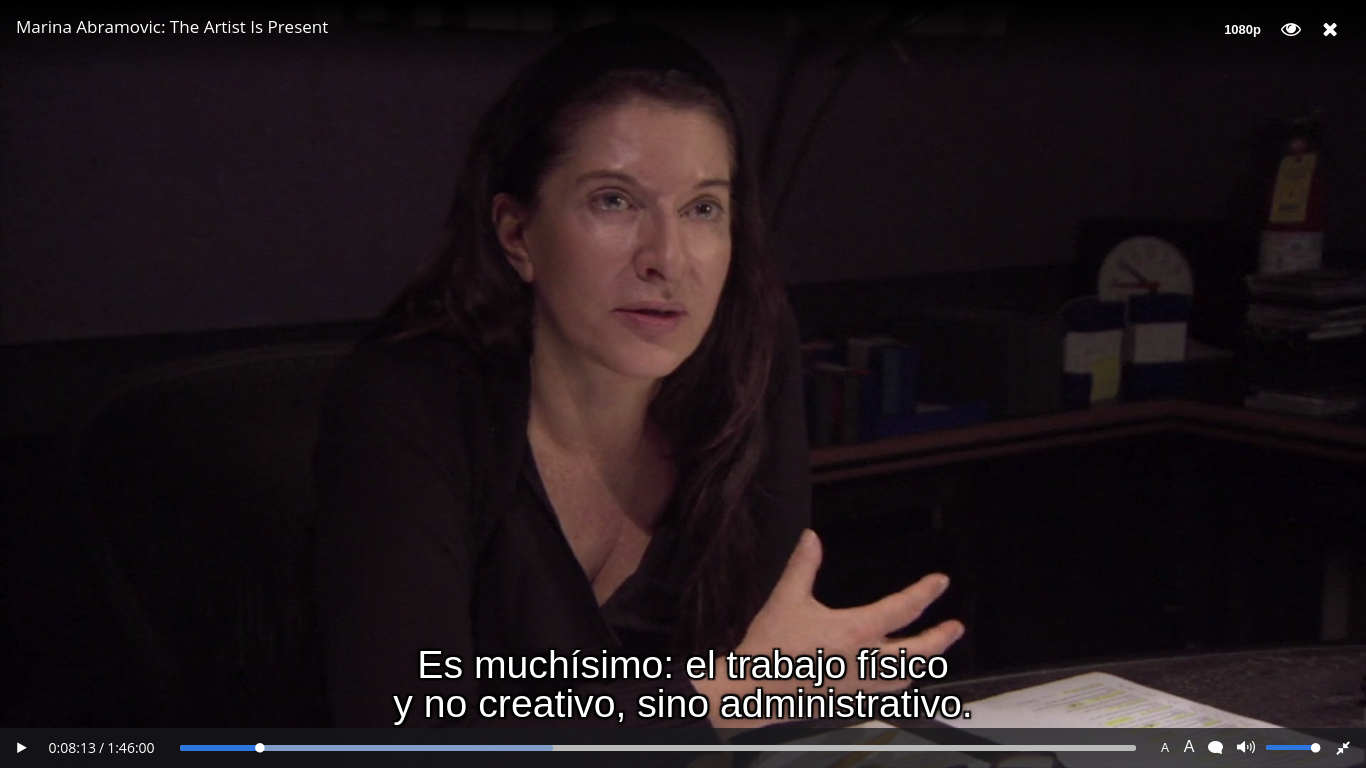 Marina Abramovic: The Artist Is Present
1080p
Es muchísimo: el trabajo físico
y no creativo, sino administrativo.
0:08:13 / 1:46:00
A A